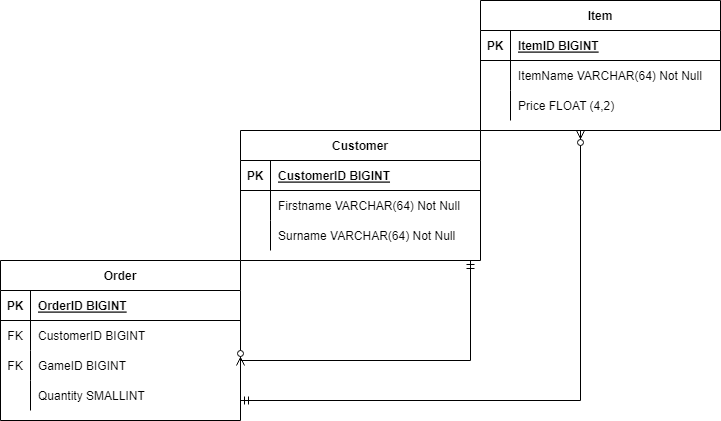 Item
PK ItemID BIGINT
ItemName VARCHAR(64) Not Null
Price FLOAT (4,2)
Customer
PK CustomerID BIGINT
Firstname VARCHAR(64) Not Null
Surname VARCHAR(64) Not Null
Order
PK OrderID BIGINT
FK CustomerID BIGINT
FK GameID BIGINT
Quantity SMALLINT